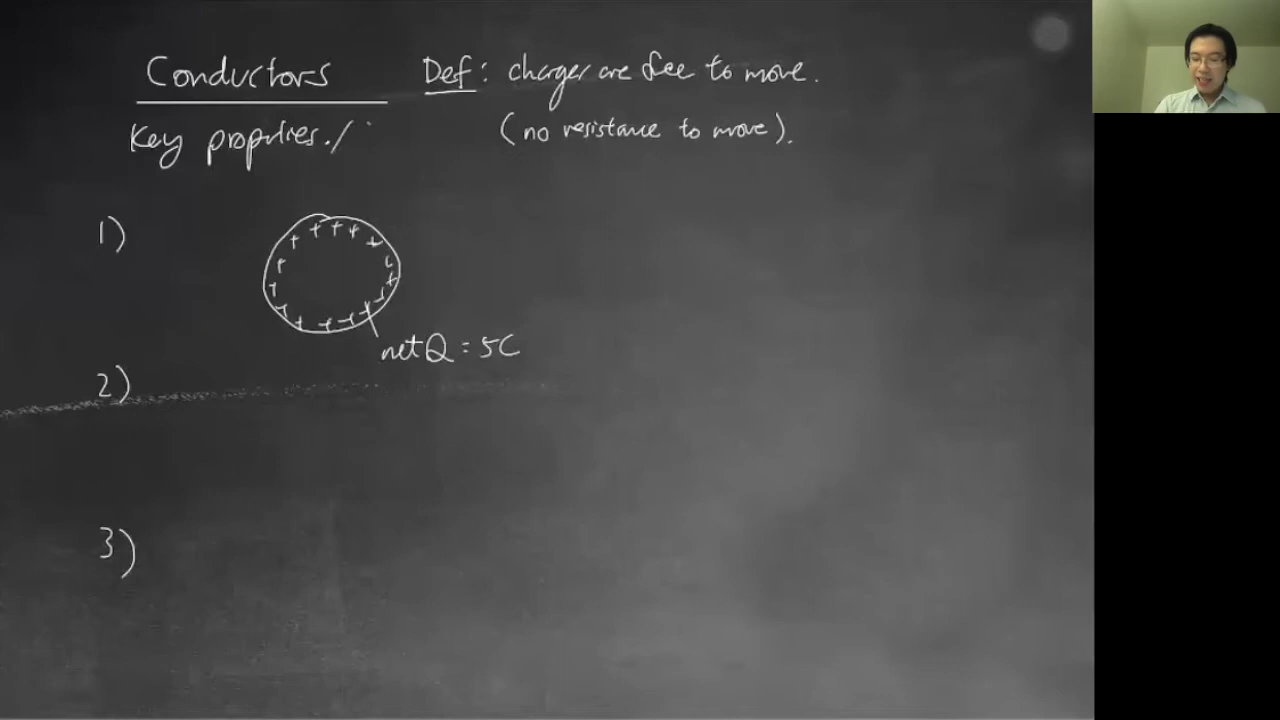 Conductors Def: charges are free to move.
Key properties./ (no resistance to move).
1)
+ + + + + + + + + + + + + + +
net Q = 5C
2)
3)